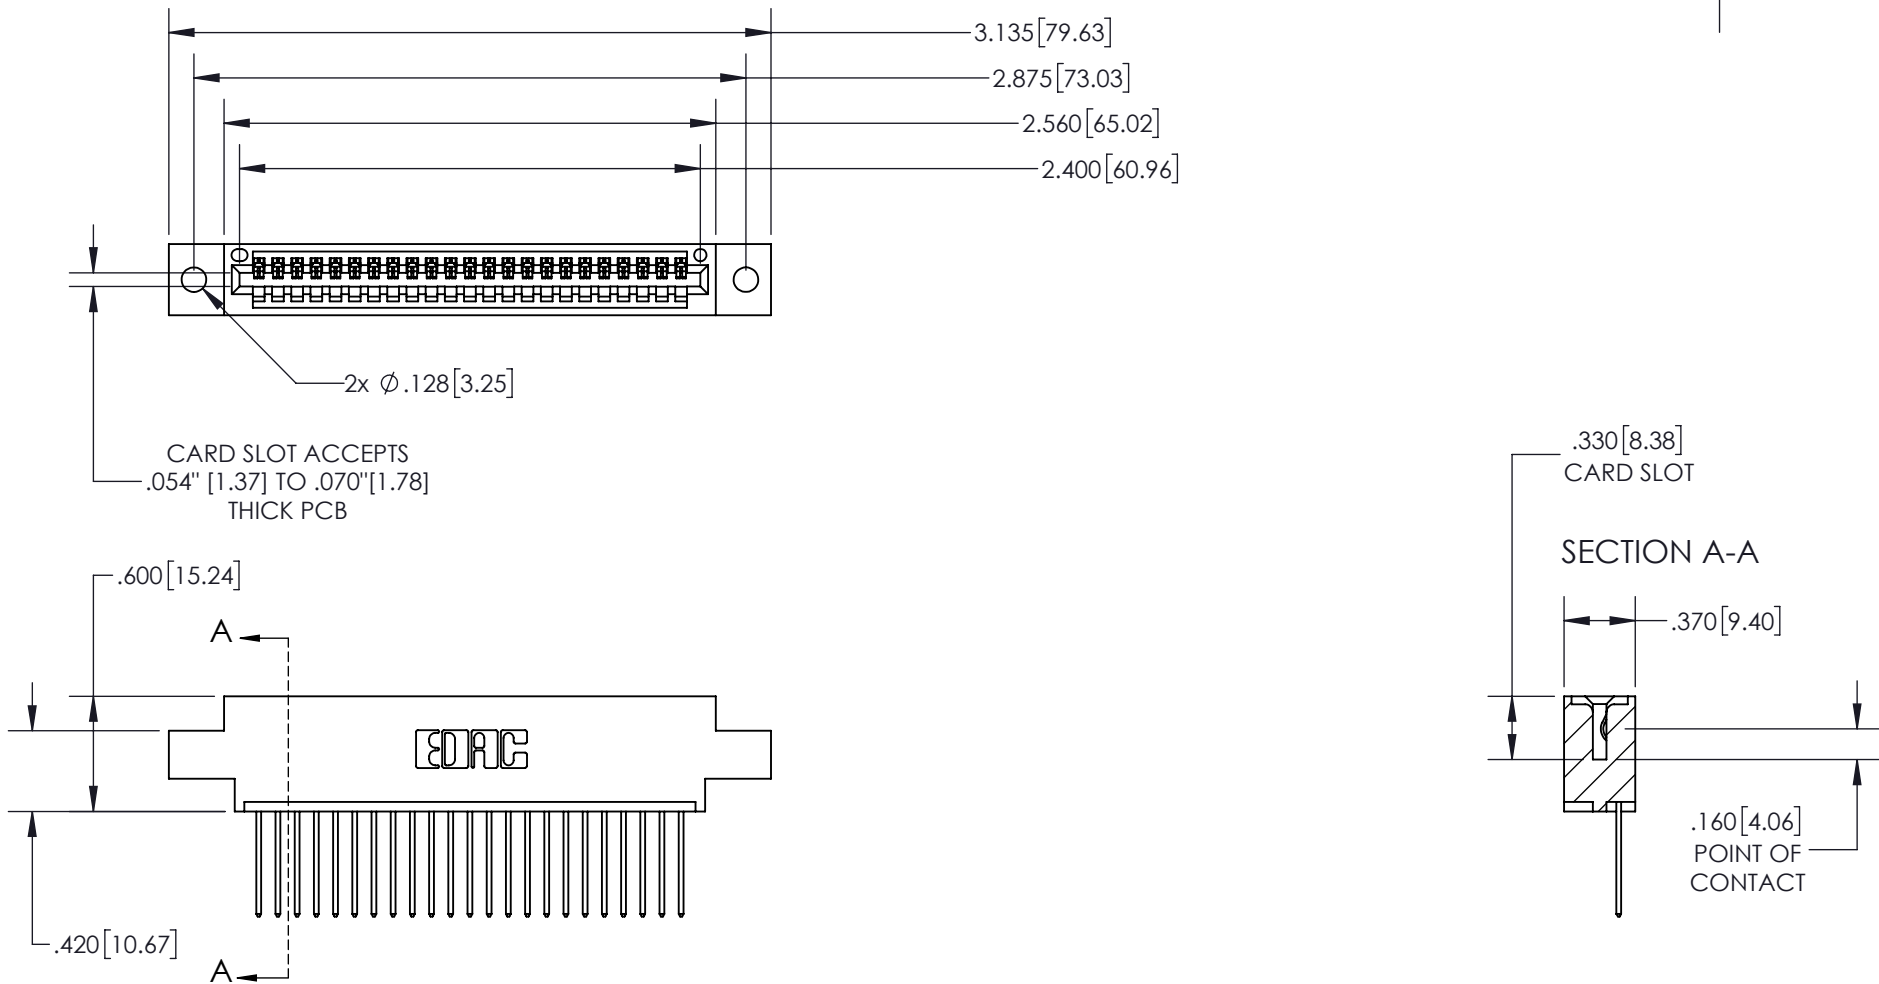 3.135[79.63]
2.875[73.03]
2.560[65.02]
2.400[60.96]
2x ∅.128[3.25]
CARD SLOT ACCEPTS
.054" [1.37] TO .070"[1.78]
THICK PCB
.330[8.38]
CARD SLOT
SECTION A-A
.600[15.24]
A
.370[9.40]
EDAC
.160[4.06]
POINT OF
CONTACT
.420[10.67]
A